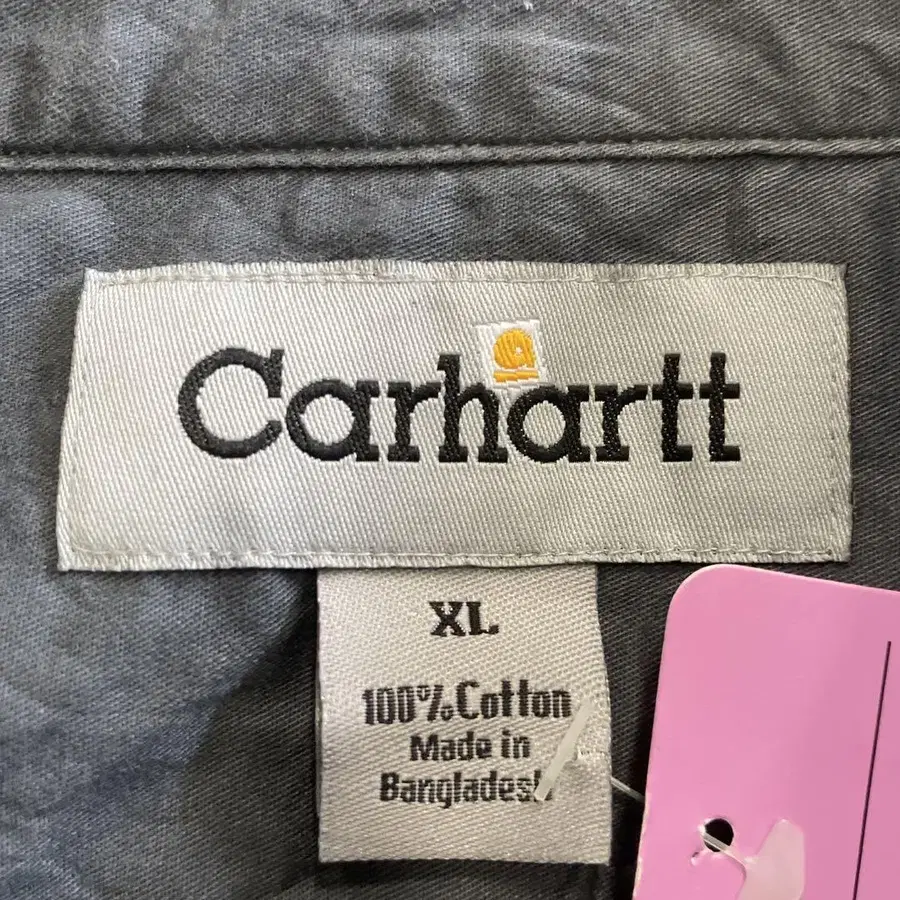 Carhartt
XL
100% Cotton
Made in
Bangladesh